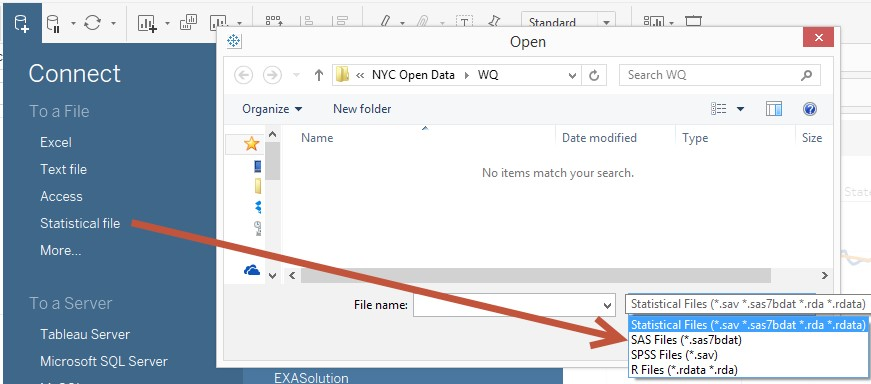 Standard
Connect
To a File
Excel
Text file
Access
Statistical file
More...
To a Server
Tableau Server
Microsoft SQL Server
EXASolution
Open
NYC Open Data
WQ
Search WQ
Organize
New folder
Name
Date modified
Type
Size
No items match your search.
File name:
Statistical Files (*.sav *.sas7bdat *.rda *.rdata)
Statistical Files (*.sav *.sas7bdat *.rda *.rdata)
SAS Files (*.sas7bdat)
SPSS Files (*.sav)
R Files (*.rdata *.rda)
State